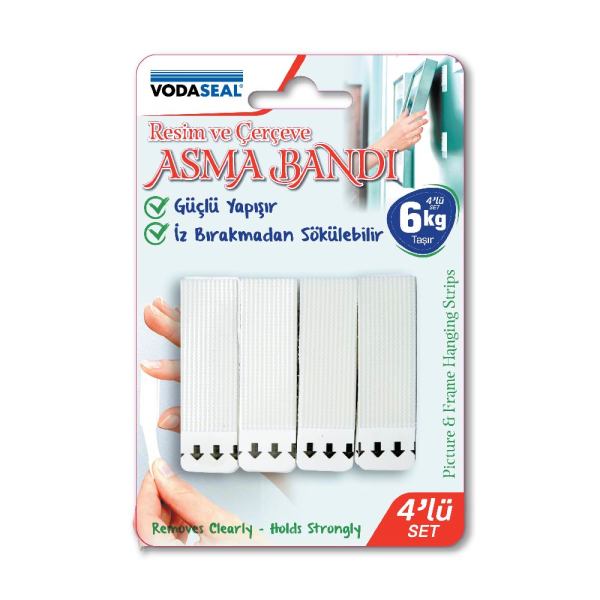 VODASEAL
Resim ve Çerçeve
ASMA BANDI
Güçlü Yapışır
İz Bırakmadan Sökülebilir
4'lü
SET
6kg
Taşır
Picture & Frame Hanging Strips
4'lü
SET
Removes Clearly - Holds Strongly